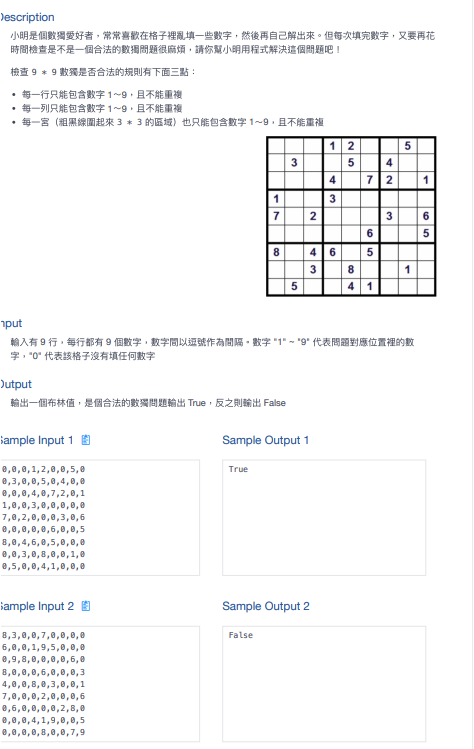 Description
小明是個數獨愛好者，常常喜歡在格子裡亂填一些數字，然後再自己解出來。但每次填完數字，又要再花
時間檢查是不是一個合法的數獨問題很麻煩，請你幫小明用程式解決這個問題吧！
檢查 9 * 9 數獨是否合法的規則有下面三點：
• 每一行只能包含數字 1～9，且不能重複
• 每一列只能包含數字 1～9，且不能重複
• 每一宮（粗黑線圍起來 3 * 3 的區域）也只能包含數字 1～9，且不能重複
1 2 5
3 5 4
4 7 2 1
1 3
7 2 3 6
6 5
8 4 6 5
3 8 1
5 4 1
Input
輸入有 9 行，每行都有 9 個數字，數字間以逗號作為間隔。數字 "1" ~ "9" 代表問題對應位置裡的數
字，"0" 代表該格子沒有填任何數字
Output
輸出一個布林值，是個合法的數獨問題輸出 True，反之則輸出 False
Sample Input 1
0,0,0,1,2,0,0,5,0
0,3,0,0,5,0,4,0,0
0,0,0,4,0,7,2,0,1
1,0,0,3,0,0,0,0,0
7,0,2,0,0,0,3,0,6
0,0,0,0,0,6,0,0,5
8,0,4,6,0,5,0,0,0
0,0,3,0,8,0,0,1,0
0,5,0,0,4,1,0,0,0
Sample Output 1
True
Sample Input 2
8,3,0,0,7,0,0,0,0
6,0,0,1,9,5,0,0,0
0,9,8,0,0,0,0,6,0
8,0,0,0,6,0,0,0,3
4,0,0,8,0,3,0,0,1
7,0,0,0,2,0,0,0,6
0,6,0,0,0,0,2,8,0
0,0,0,4,1,9,0,0,5
0,0,0,0,8,0,0,7,9
Sample Output 2
False